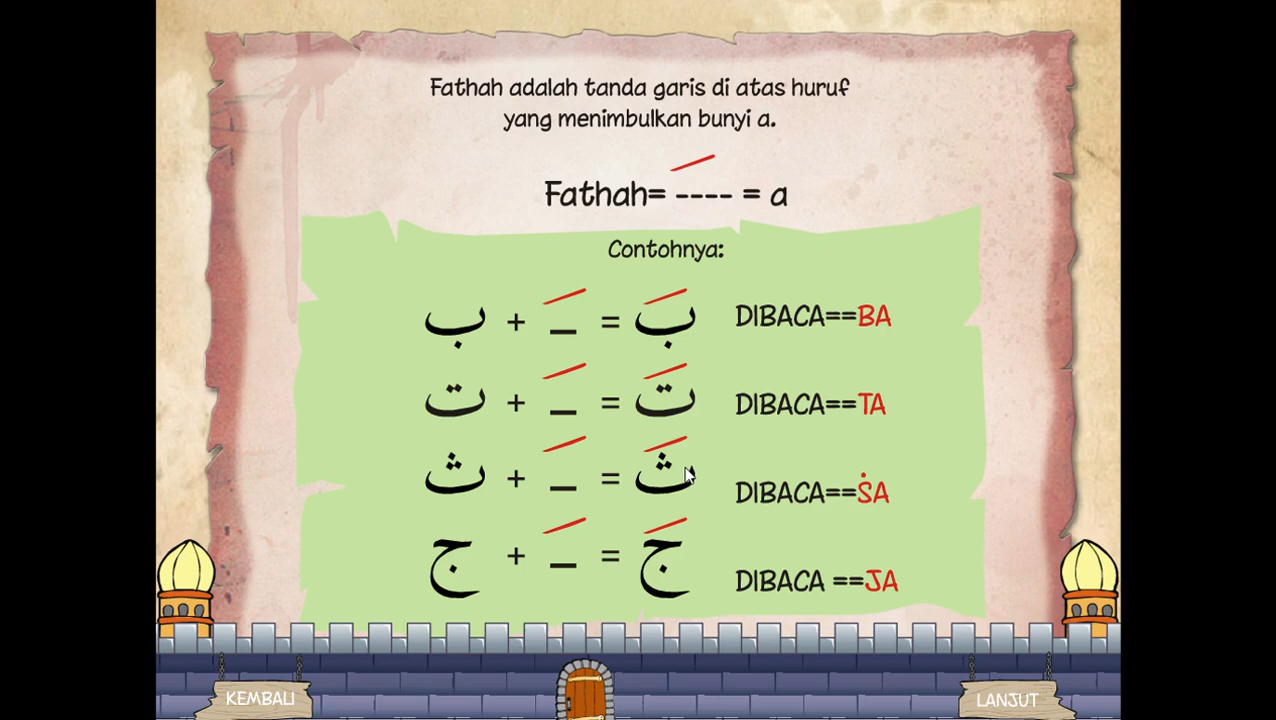 Fathah adalah tanda garis di atas huruf
yang menimbulkan bunyi a.
Fathah= ---- = a
Contohnya:
ب + _ = بَ DIBACA==BA
ت + _ = تَ DIBACA==TA
ث + _ = ثَ DIBACA==ṠA
ج + _ = جَ DIBACA ==JA
KEMBALI
LANJUT